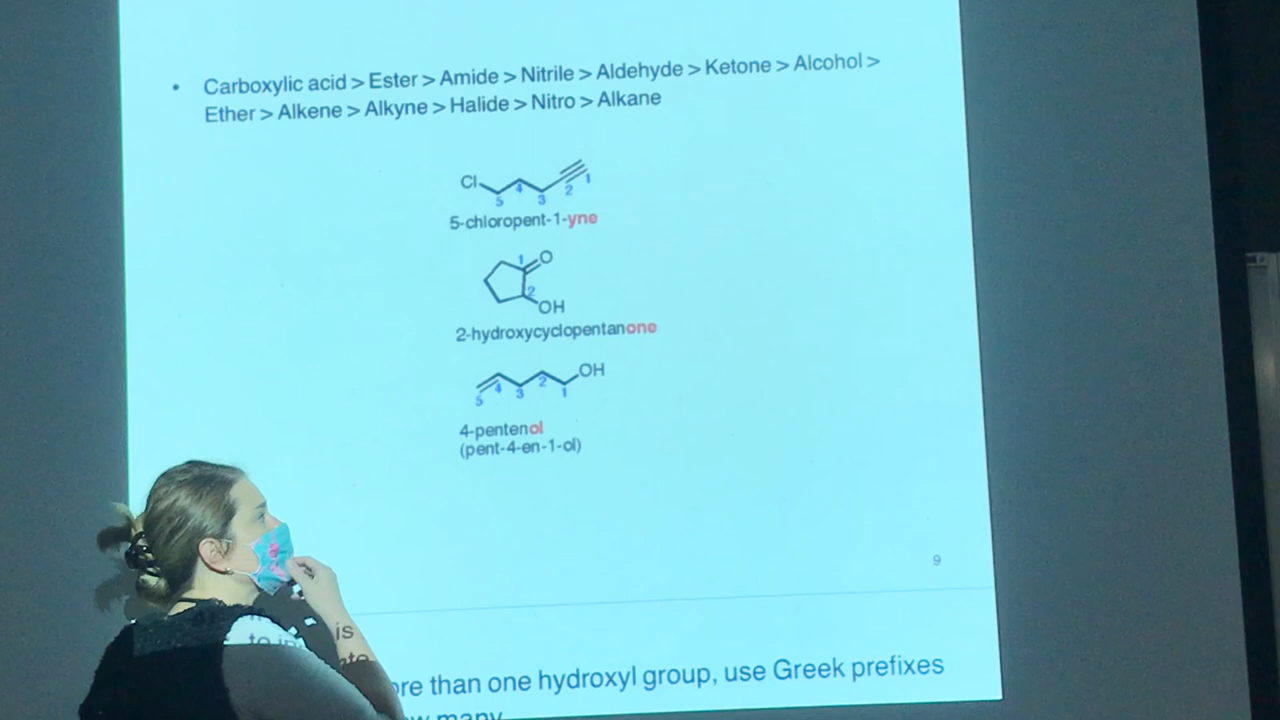 • Carboxylic acid > Ester > Amide > Nitrile > Aldehyde > Ketone > Alcohol >
Ether > Alkene > Alkyne > Halide > Nitro > Alkane
Cl 5 4 3 2 1
5-chloropent-1-yne
1 O
2 OH
2-hydroxycyclopentanone
5 4 3 2 1 OH
4-pentenol
(pent-4-en-1-ol)
9
is
than one hydroxyl group, use Greek prefixes
many